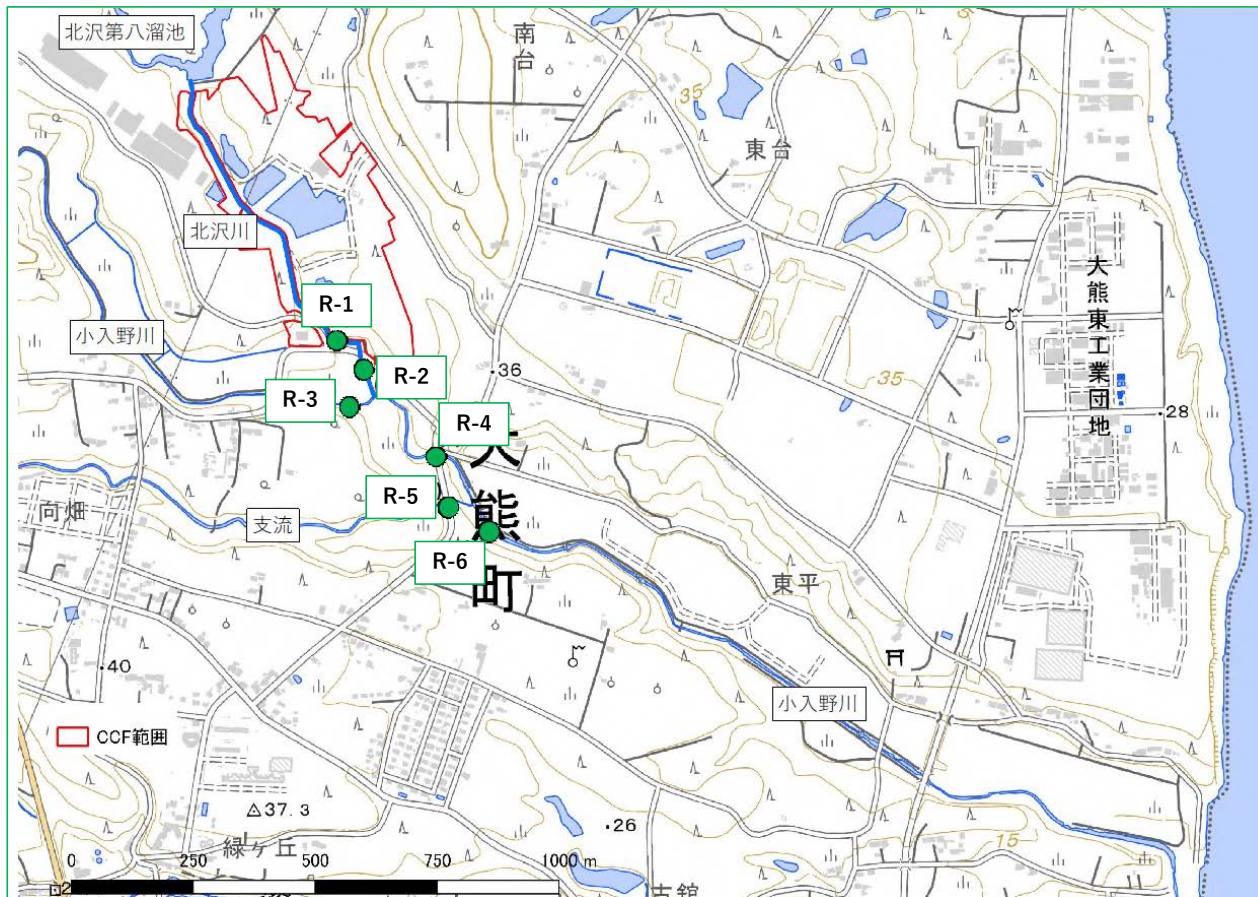 北沢第八溜池
南台
35
東台
北沢川
大熊東工業団地
R-1
小入野川
R-2
36
35
R-3
28
R-4
大熊町
R-5
向畑
支流
R-6
東平
40
小入野川
CCF範囲
37.3
26
緑ヶ丘
15
0
250
500
750
1000 m
2